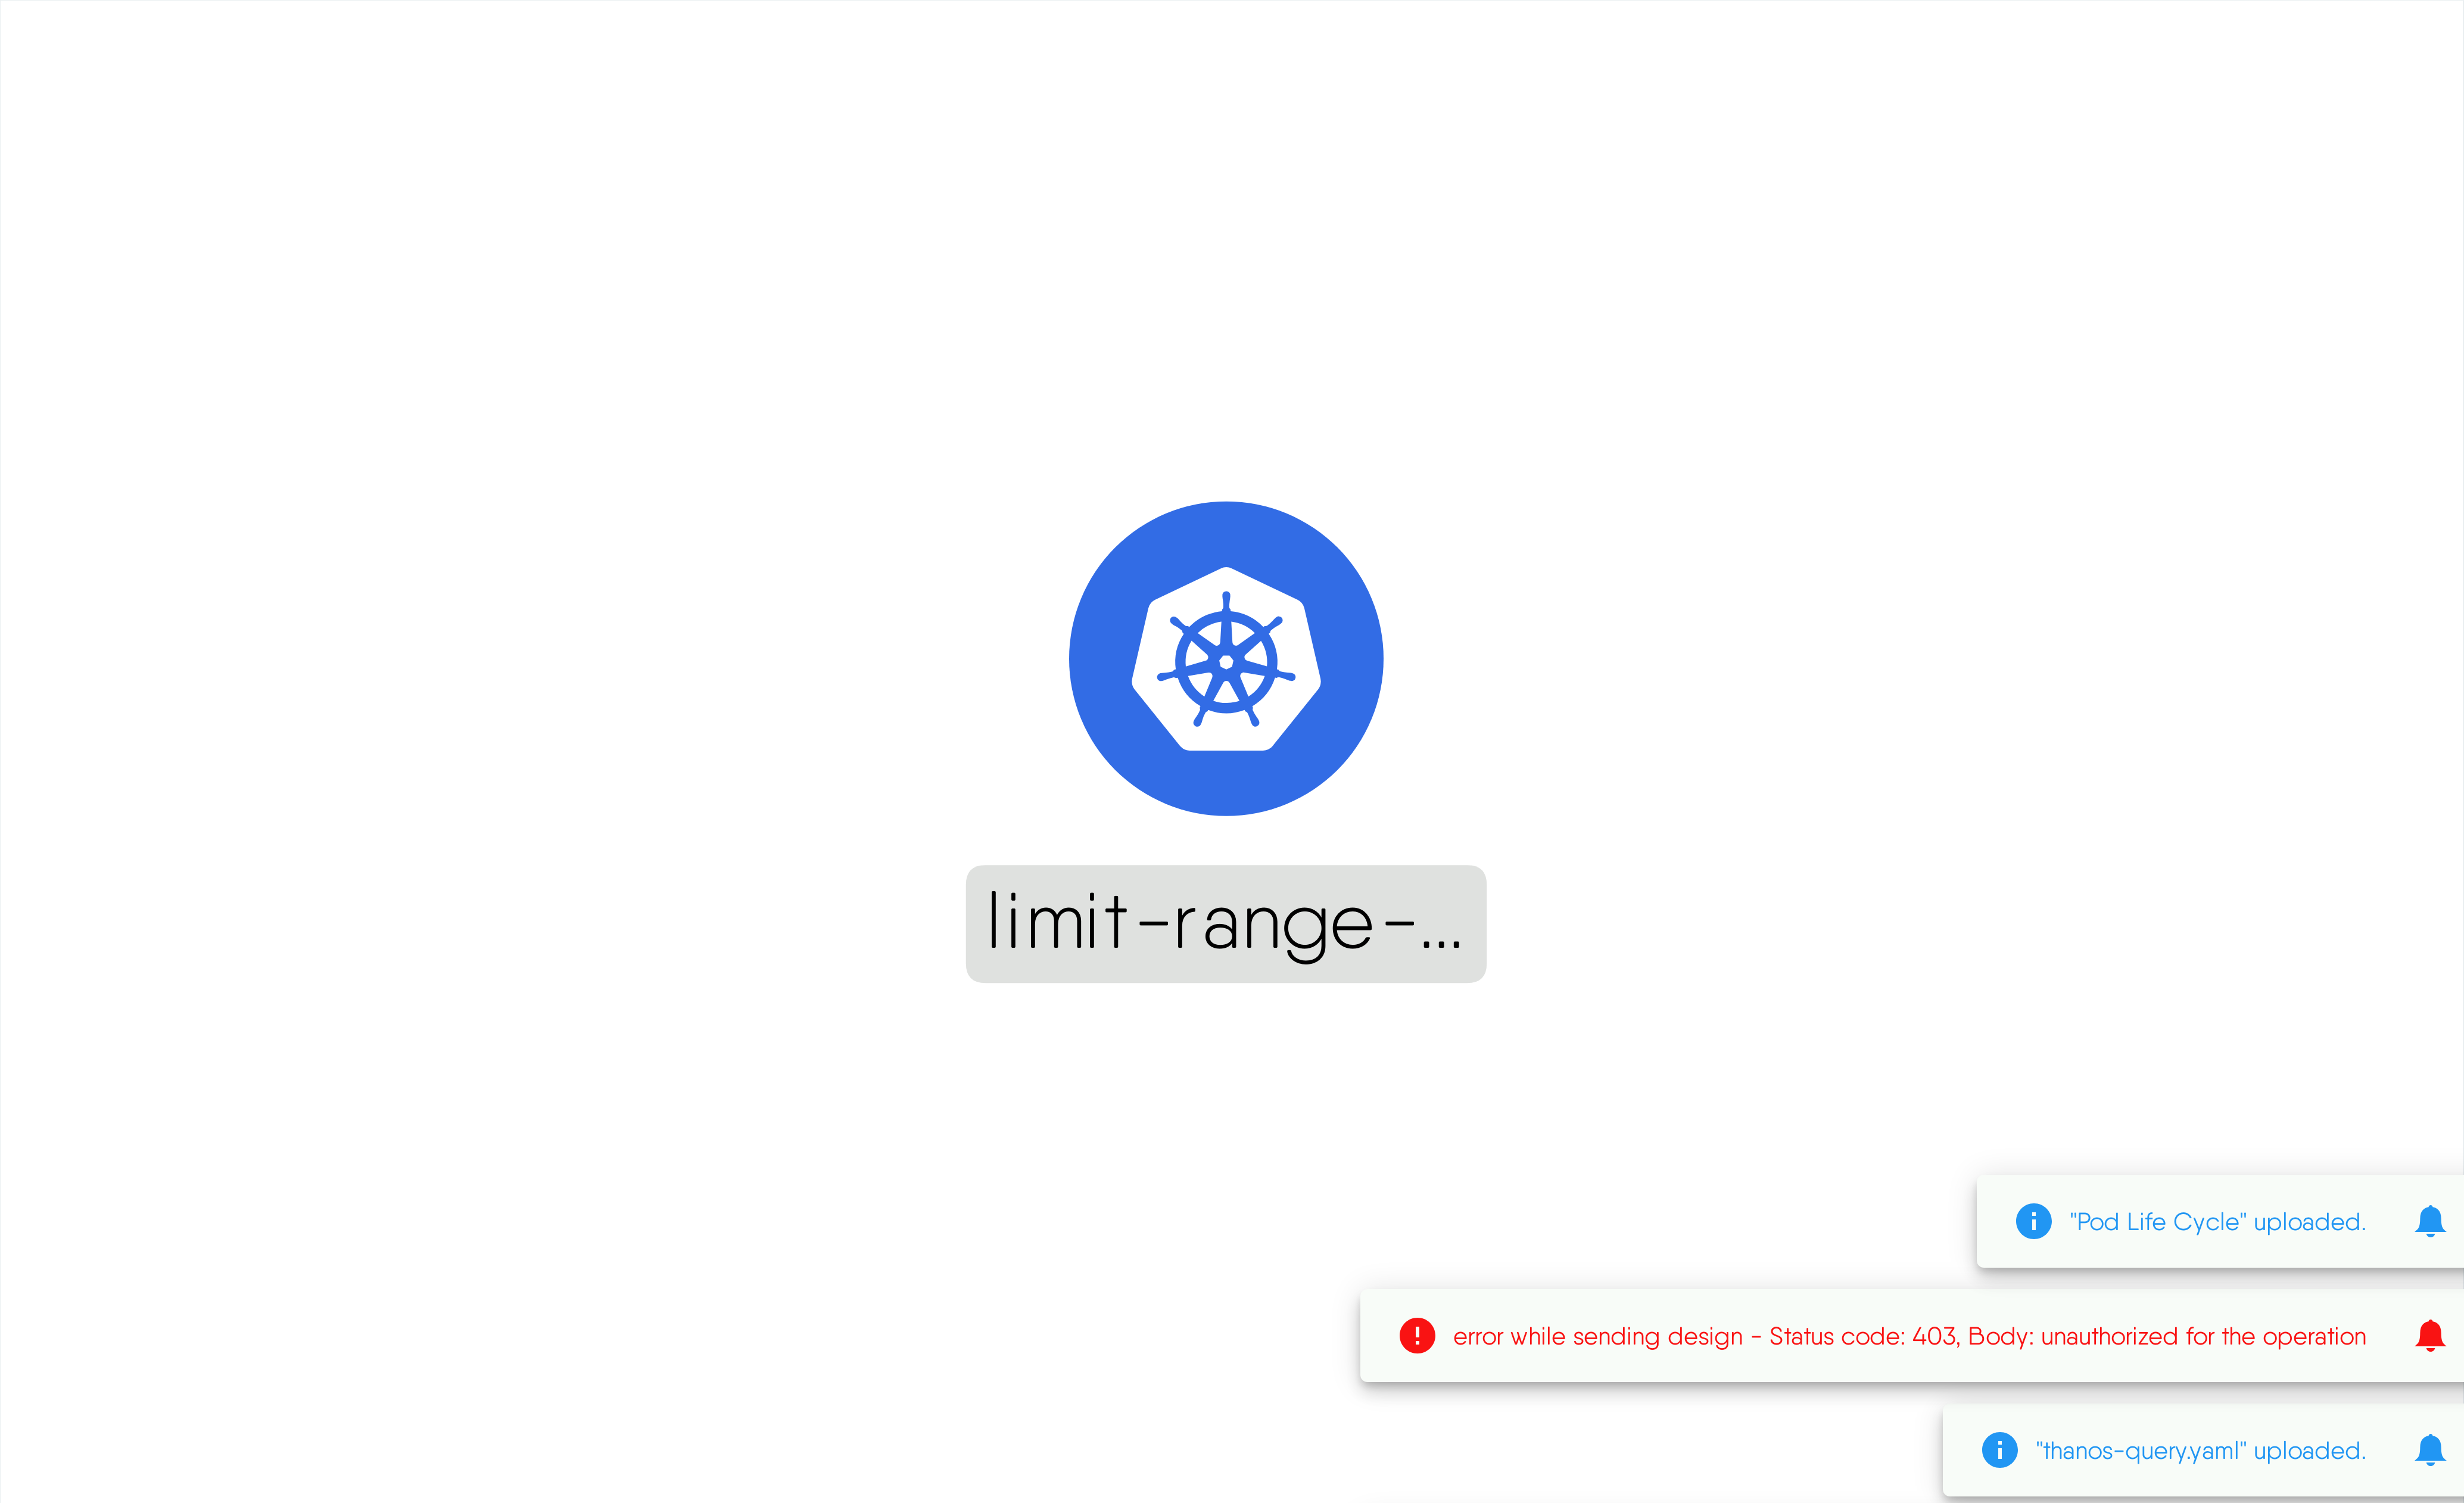 limit-range-...
"Pod Life Cycle" uploaded.
error while sending design - Status code: 403, Body: unauthorized for the operation
"thanos-query.yaml" uploaded.